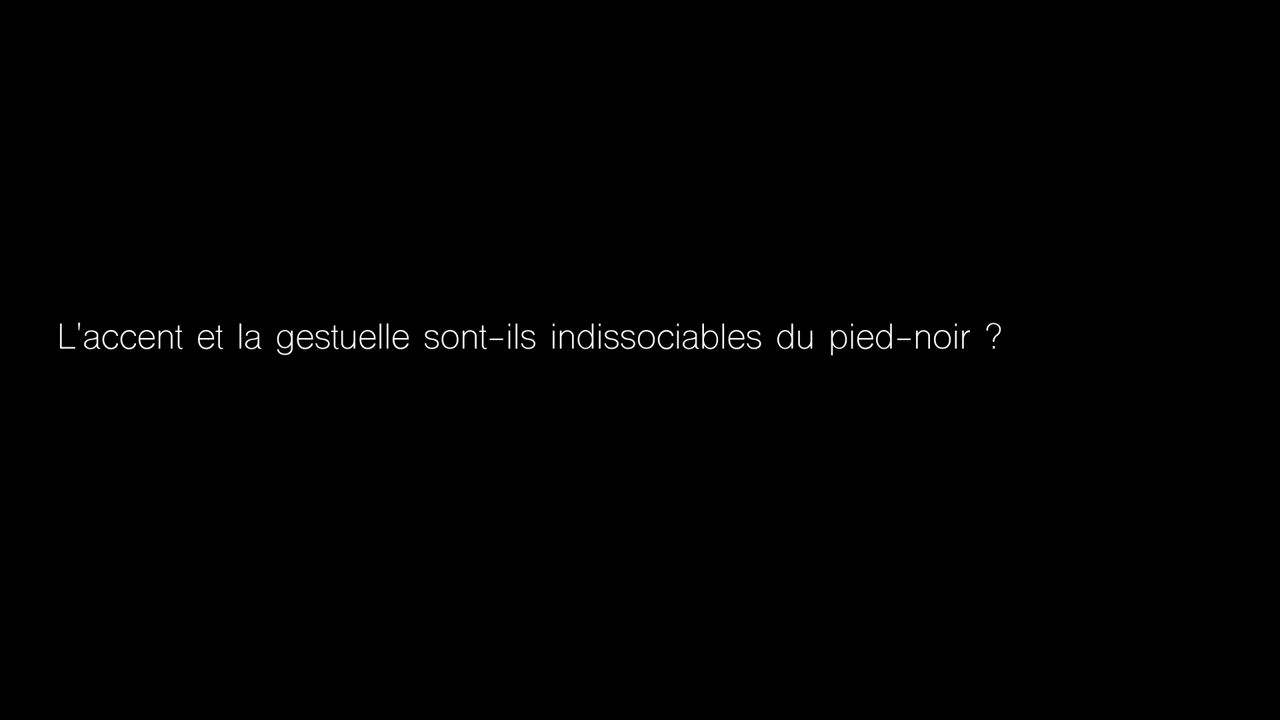 L'accent et la gestuelle sont-ils indissociables du pied-noir ?